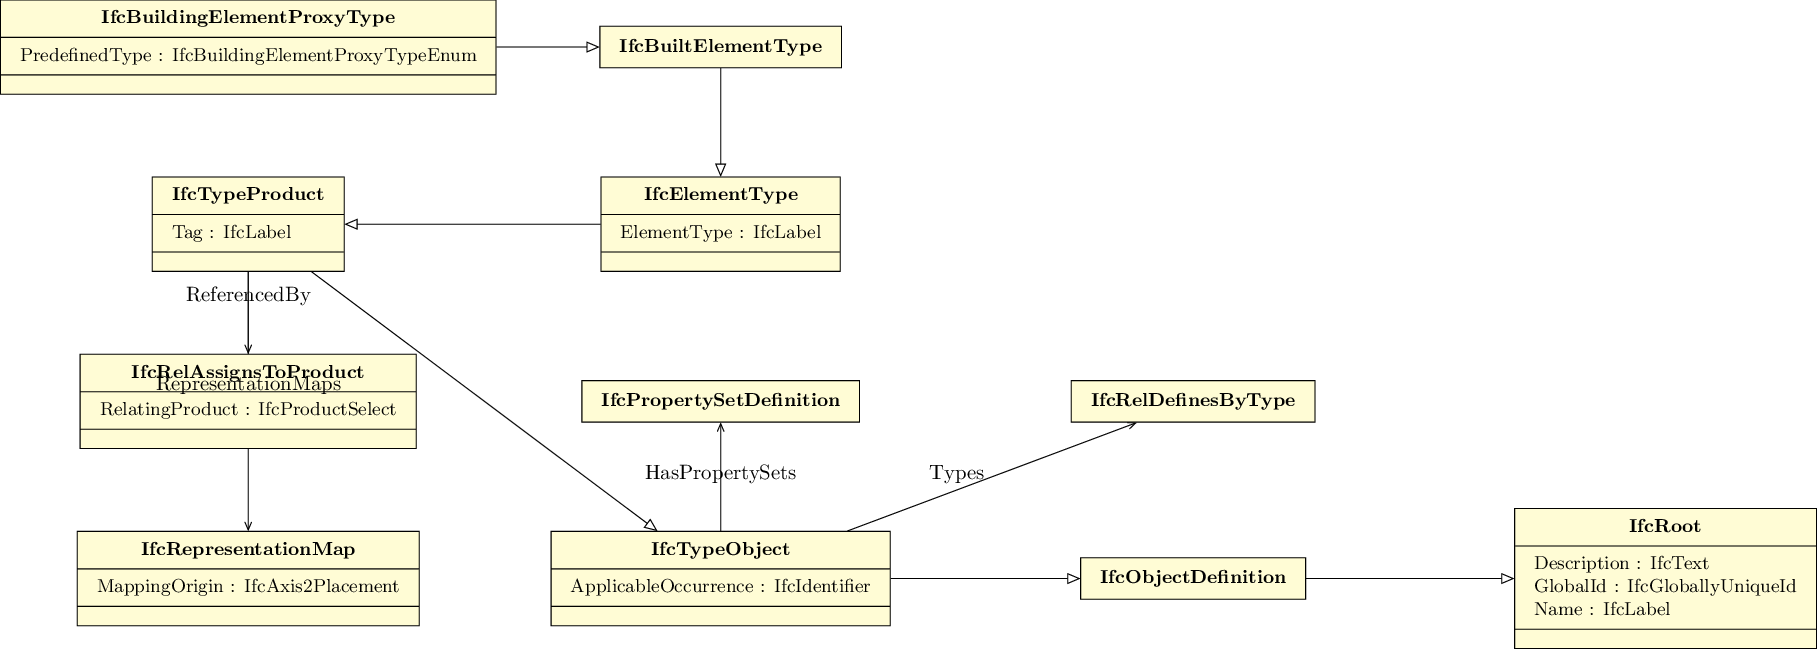 IfcBuildingElementProxyType
PredefinedType : IfcBuildingElementProxyTypeEnum
IfcBuiltElementType
IfcTypeProduct
Tag : IfcLabel
IfcElementType
ElementType : IfcLabel
ReferencedBy
IfcRelAssignsToProduct
RepresentationMaps
RelatingProduct : IfcProductSelect
IfcPropertySetDefinition
IfcRelDefinesByType
HasPropertySets
Types
IfcRepresentationMap
MappingOrigin : IfcAxis2Placement
IfcTypeObject
ApplicableOccurrence : IfcIdentifier
IfcObjectDefinition
IfcRoot
Description : IfcText
GlobalId : IfcGloballyUniqueId
Name : IfcLabel